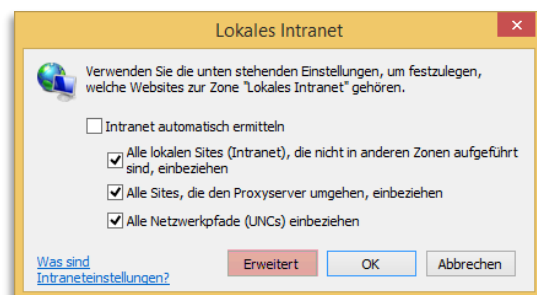 Lokales Intranet
Verwenden Sie die unten stehenden Einstellungen, um festzulegen,
welche Websites zur Zone "Lokales Intranet" gehören.
Intranet automatisch ermitteln
Alle lokalen Sites (Intranet), die nicht in anderen Zonen aufgeführt
sind, einbeziehen
Alle Sites, die den Proxyserver umgehen, einbeziehen
Alle Netzwerkpfade (UNCs) einbeziehen
Was sind
Intraneteinstellungen?
Erweitert OK Abbrechen